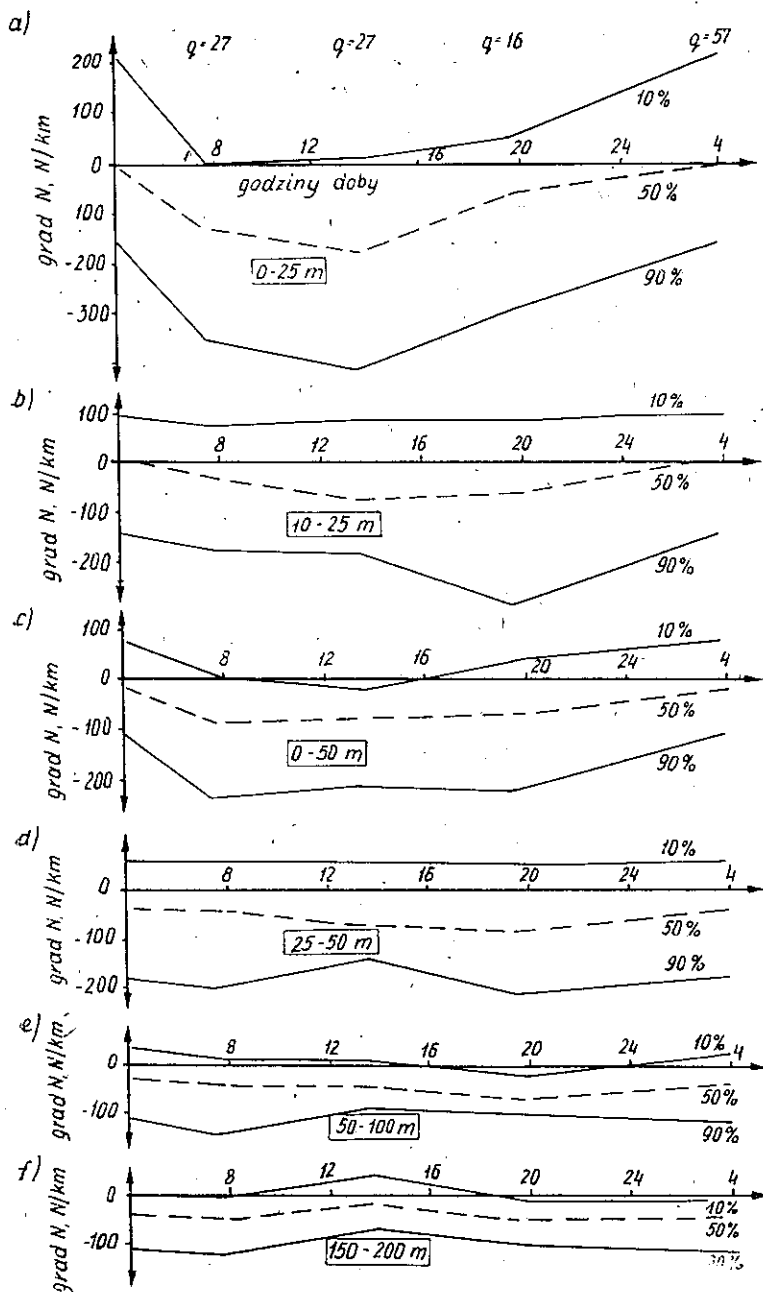 a)
q=27 q=27 q=16 q=57
200
100
0
100
-200
-300
grad N, N/km
8 12 16 20 24 4
godziny doby
10%
50%
90%
0-25 m
b)
100
0
-100
-200
grad N, N/km
8 12 16 20 24 4
10%
50%
90%
10-25 m
c)
100
0
-100
-200
grad N, N/km
8 12 16 20 24 4
10%
50%
90%
0-50 m
d)
0
-100
-200
grad N, N/km
8 12 16 20 24 4
10%
50%
90%
25-50 m
e)
0
-100
grad N, N/km
8 12 16 20 24 4
10%
50%
90%
50-100 m
f)
0
-100
grad N, N/km
8 12 16 20 24 4
10%
50%
90%
150-200 m